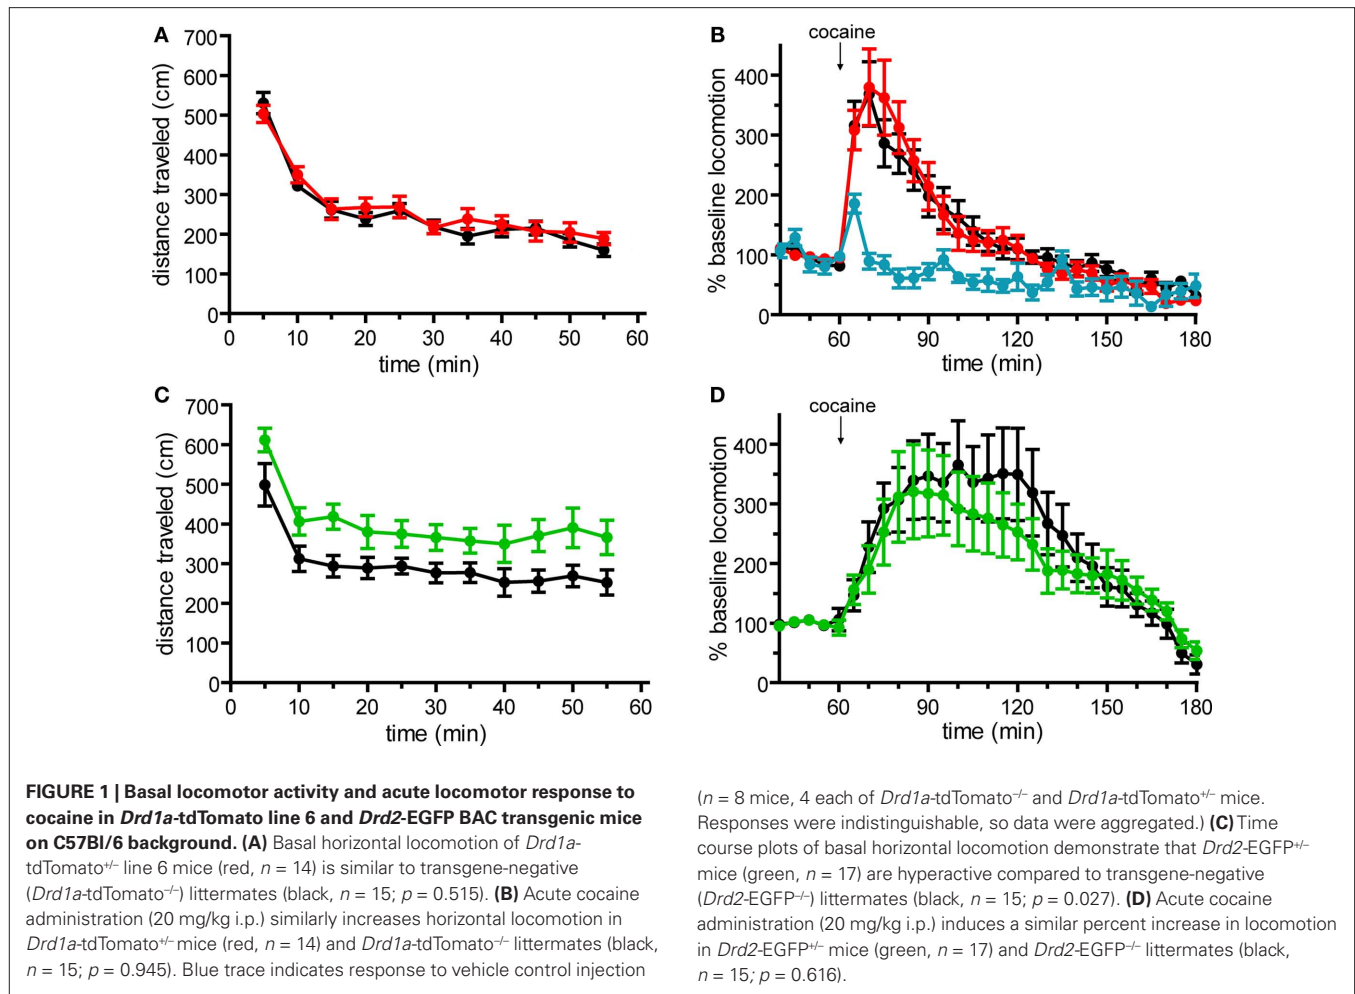 A
700
600
500
400
300
200
100
0
distance traveled (cm)
0 10 20 30 40 50 60
time (min)
B
cocaine
400
300
200
100
0
% baseline locomotion
60 90 120 150 180
time (min)
C
700
600
500
400
300
200
100
0
distance traveled (cm)
0 10 20 30 40 50 60
time (min)
D
cocaine
400
300
200
100
0
% baseline locomotion
60 90 120 150 180
time (min)
FIGURE 1 | Basal locomotor activity and acute locomotor response to
cocaine in Drd1a-tdTomato line 6 and Drd2-EGFP BAC transgenic mice
on C57Bl/6 background. (A) Basal horizontal locomotion of Drd1a-
tdTomato+/− line 6 mice (red, n = 14) is similar to transgene-negative
(Drd1a-tdTomato−/−) littermates (black, n = 15; p = 0.515). (B) Acute cocaine
administration (20 mg/kg i.p.) similarly increases horizontal locomotion in
Drd1a-tdTomato+/− mice (red, n = 14) and Drd1a-tdTomato−/− littermates (black,
n = 15; p = 0.945). Blue trace indicates response to vehicle control injection
(n = 8 mice, 4 each of Drd1a-tdTomato−/− and Drd1a-tdTomato+/− mice.
Responses were indistinguishable, so data were aggregated.) (C) Time
course plots of basal horizontal locomotion demonstrate that Drd2-EGFP+/−
mice (green, n = 17) are hyperactive compared to transgene-negative
(Drd2-EGFP−/−) littermates (black, n = 15; p = 0.027). (D) Acute cocaine
administration (20 mg/kg i.p.) induces a similar percent increase in locomotion
in Drd2-EGFP+/− mice (green, n = 17) and Drd2-EGFP−/− littermates (black,
n = 15; p = 0.616).